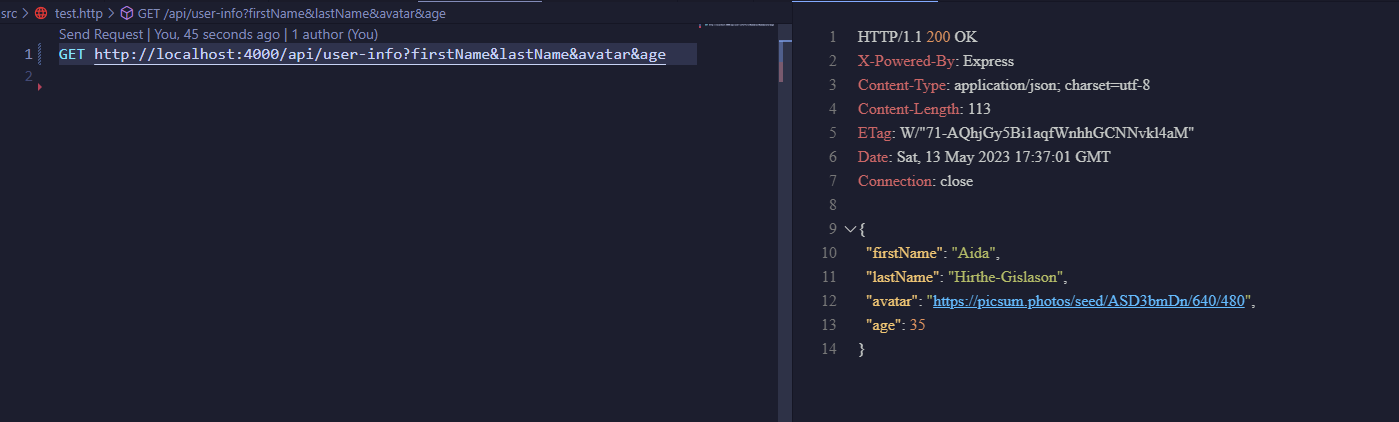 src > test.http > GET /api/user-info?firstName&lastName&avatar&age
Send Request | You, 45 seconds ago | 1 author (You)
1 GET http://localhost:4000/api/user-info?firstName&lastName&avatar&age
2
1 HTTP/1.1 200 OK
2 X-Powered-By: Express
3 Content-Type: application/json; charset=utf-8
4 Content-Length: 113
5 ETag: W/"71-AQhjGy5Bi1aqfWnhhGCNNvkl4aM"
6 Date: Sat, 13 May 2023 17:37:01 GMT
7 Connection: close
8
9 {
10 "firstName": "Aida",
11 "lastName": "Hirthe-Gislason",
12 "avatar": "https://picsum.photos/seed/ASD3bmDn/640/480",
13 "age": 35
14 }